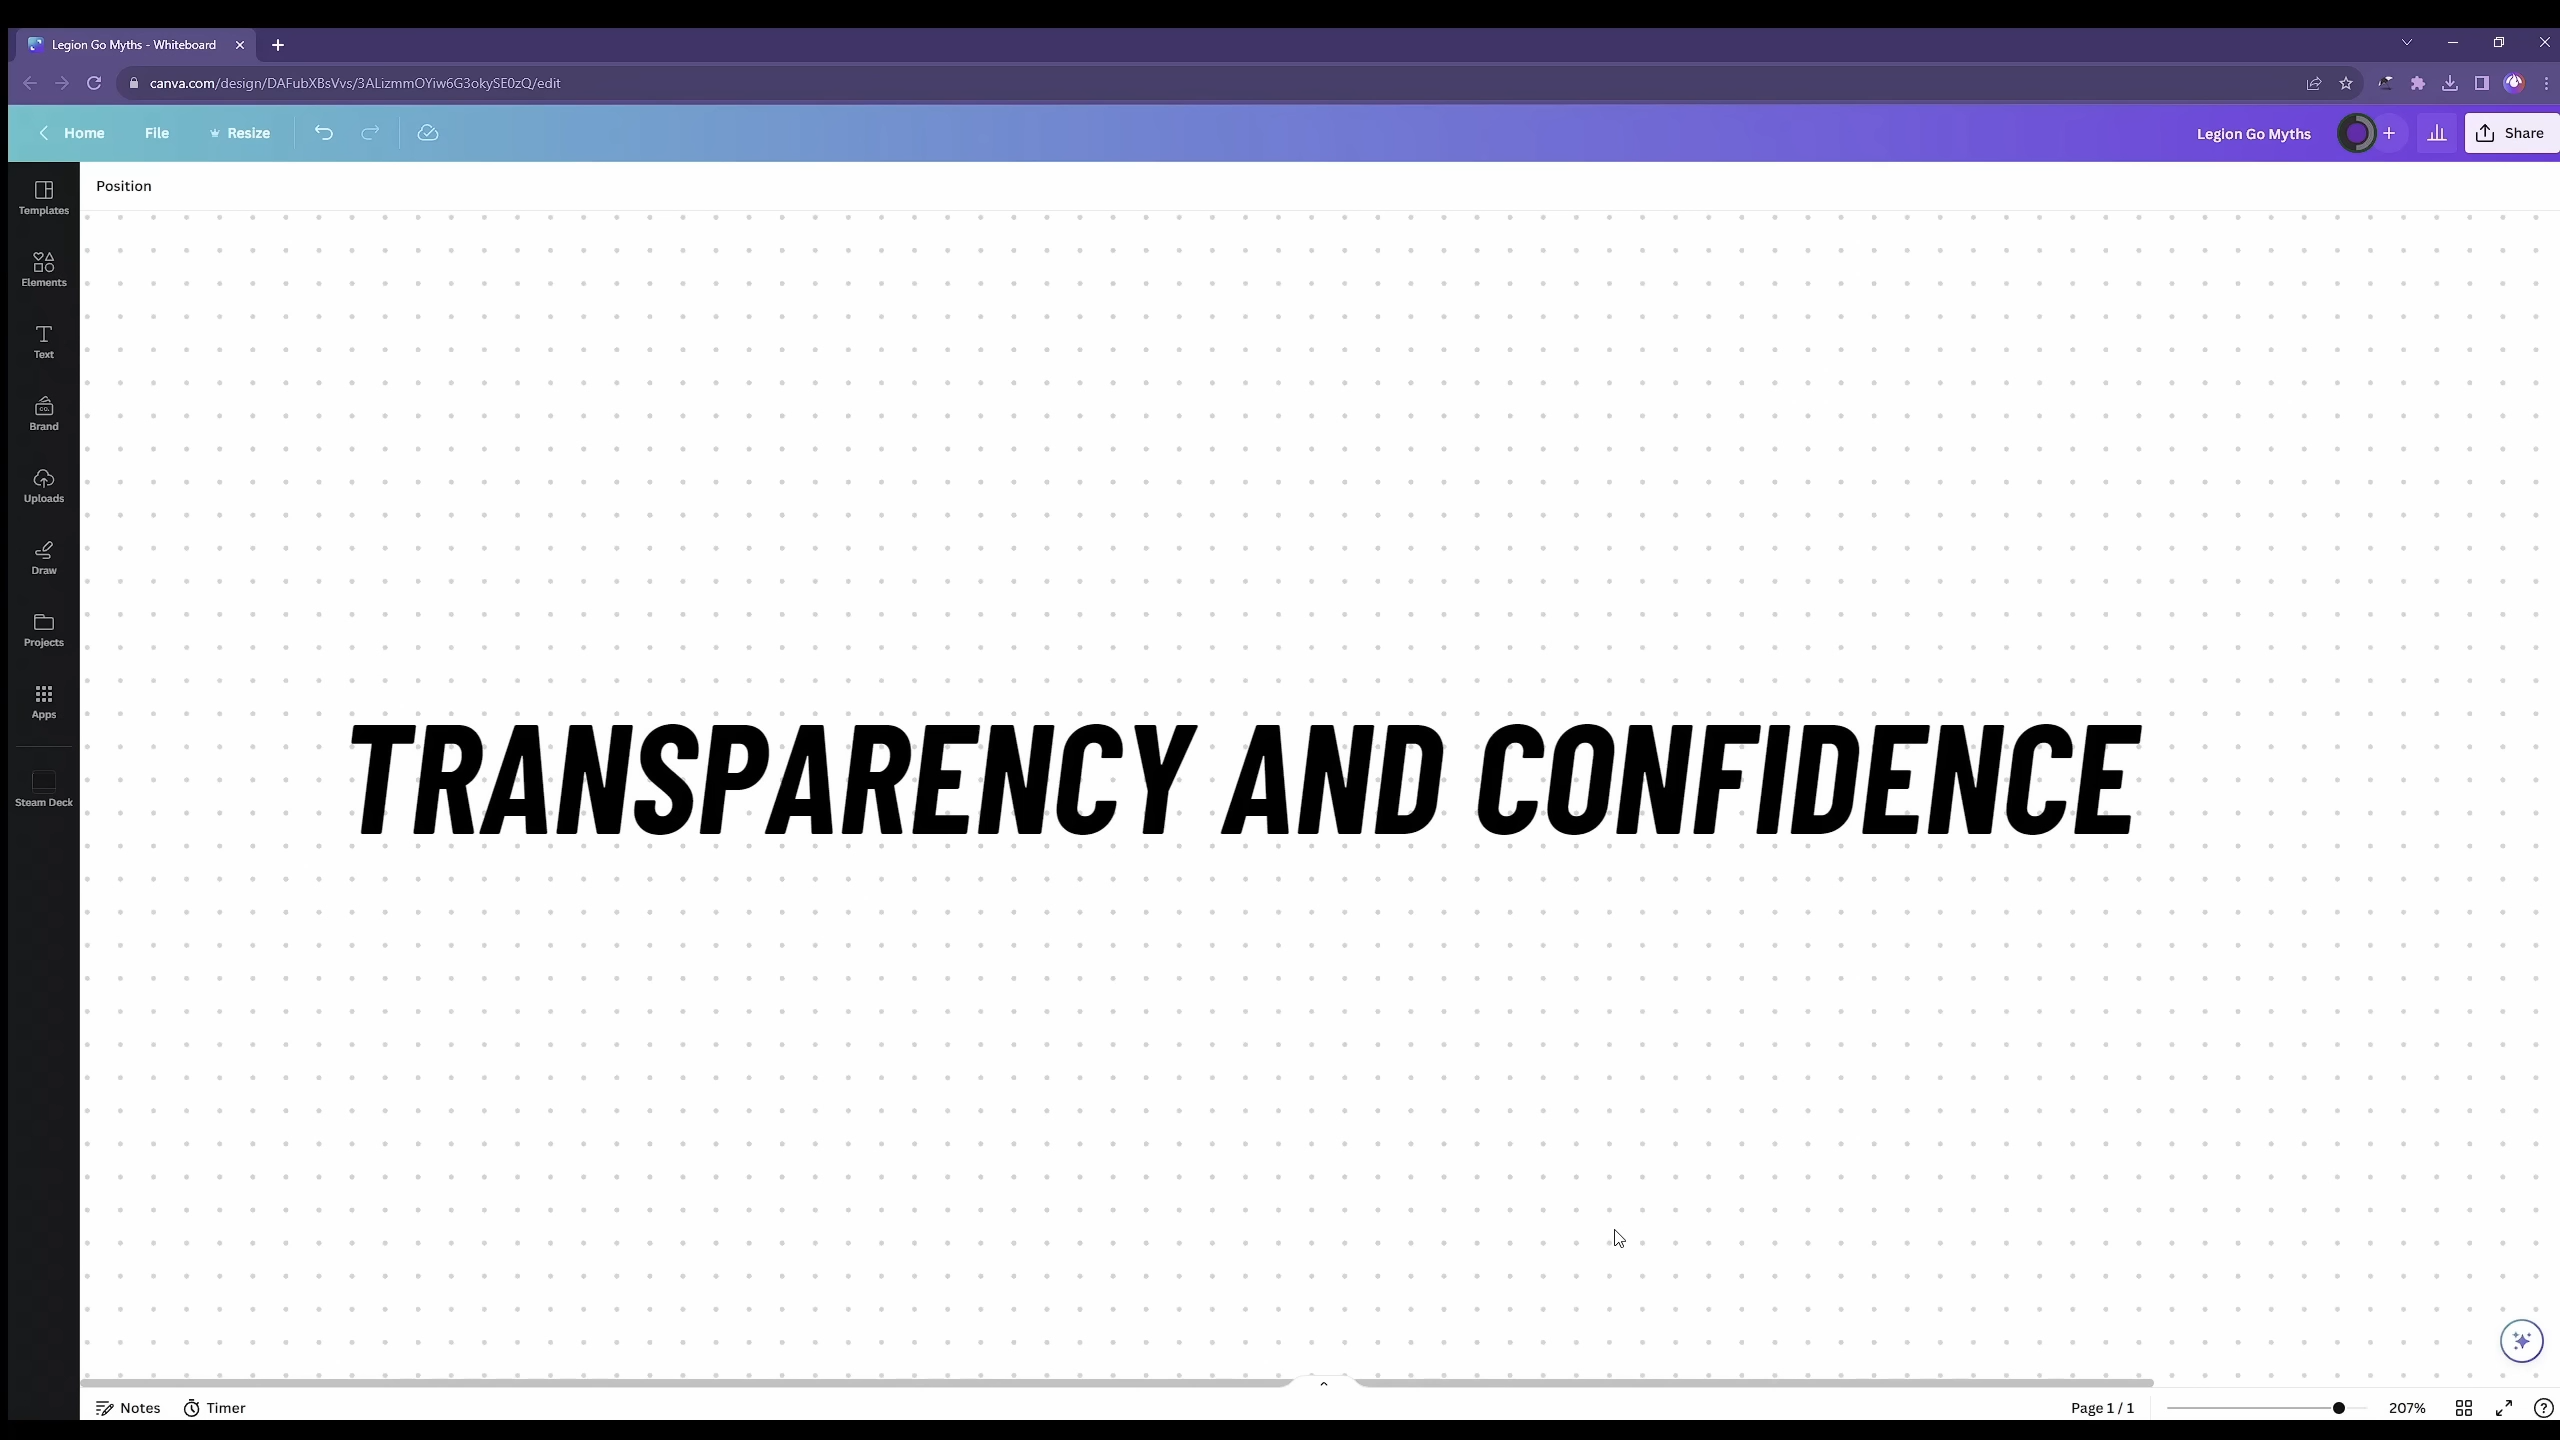 Legion Go Myths - Whiteboard
canva.com/design/DAFubXBsVvs/3ALizmmOYiw6G3okySE0zQ/edit
Home File Resize Legion Go Myths Share
Position
Templates
Elements
Text
Brand
Uploads
Draw
Projects
Apps
Steam Deck
TRANSPARENCY AND CONFIDENCE
Notes Timer Page 1 / 1 207%